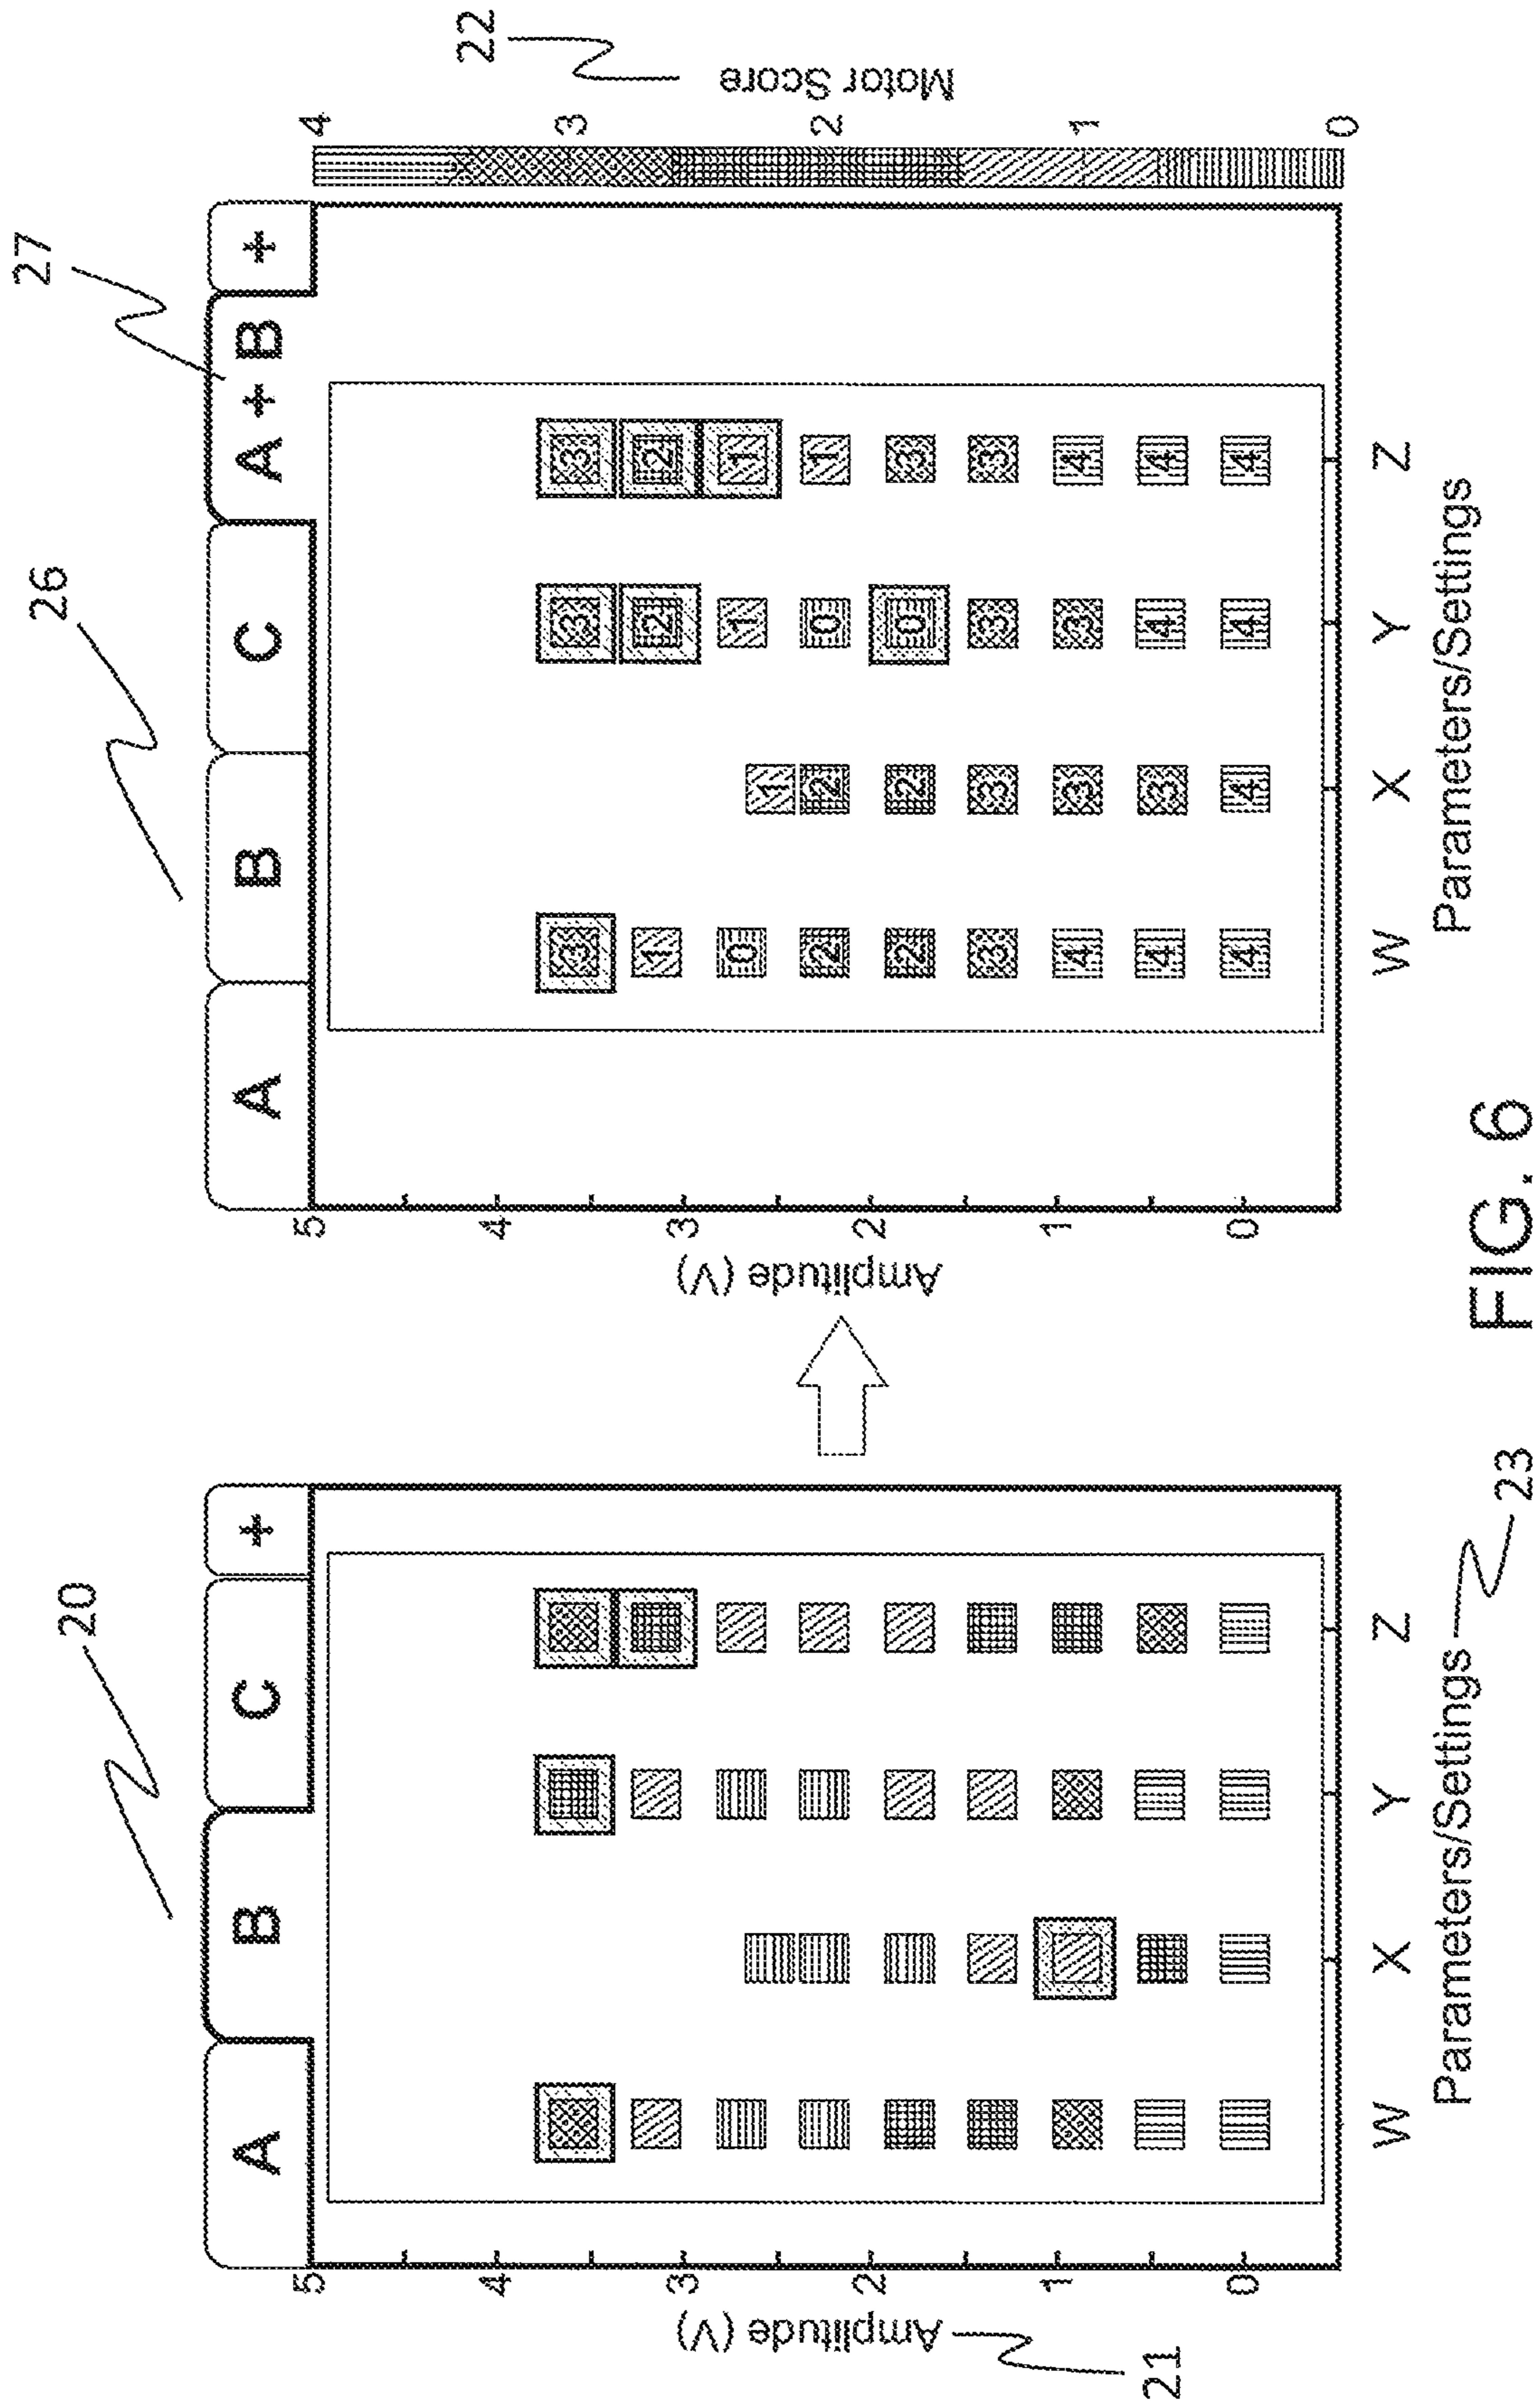 20
A B C +
5
4
3
2
1
0
Amplitude (V)
21
W X Y Z
Parameters/Settings
23
26
27
A B C A + B +
5
4
3
2
1
0
Amplitude (V)
3 3 3
1 2 2
0 1 1 1
2 2 0 1
2 2 0 3
3 3 3 3
4 3 3 4
4 3 4 4
4 4 4 4
W X Y Z
Parameters/Settings
4
3
2
1
0
Motor Score
22
FIG. 6